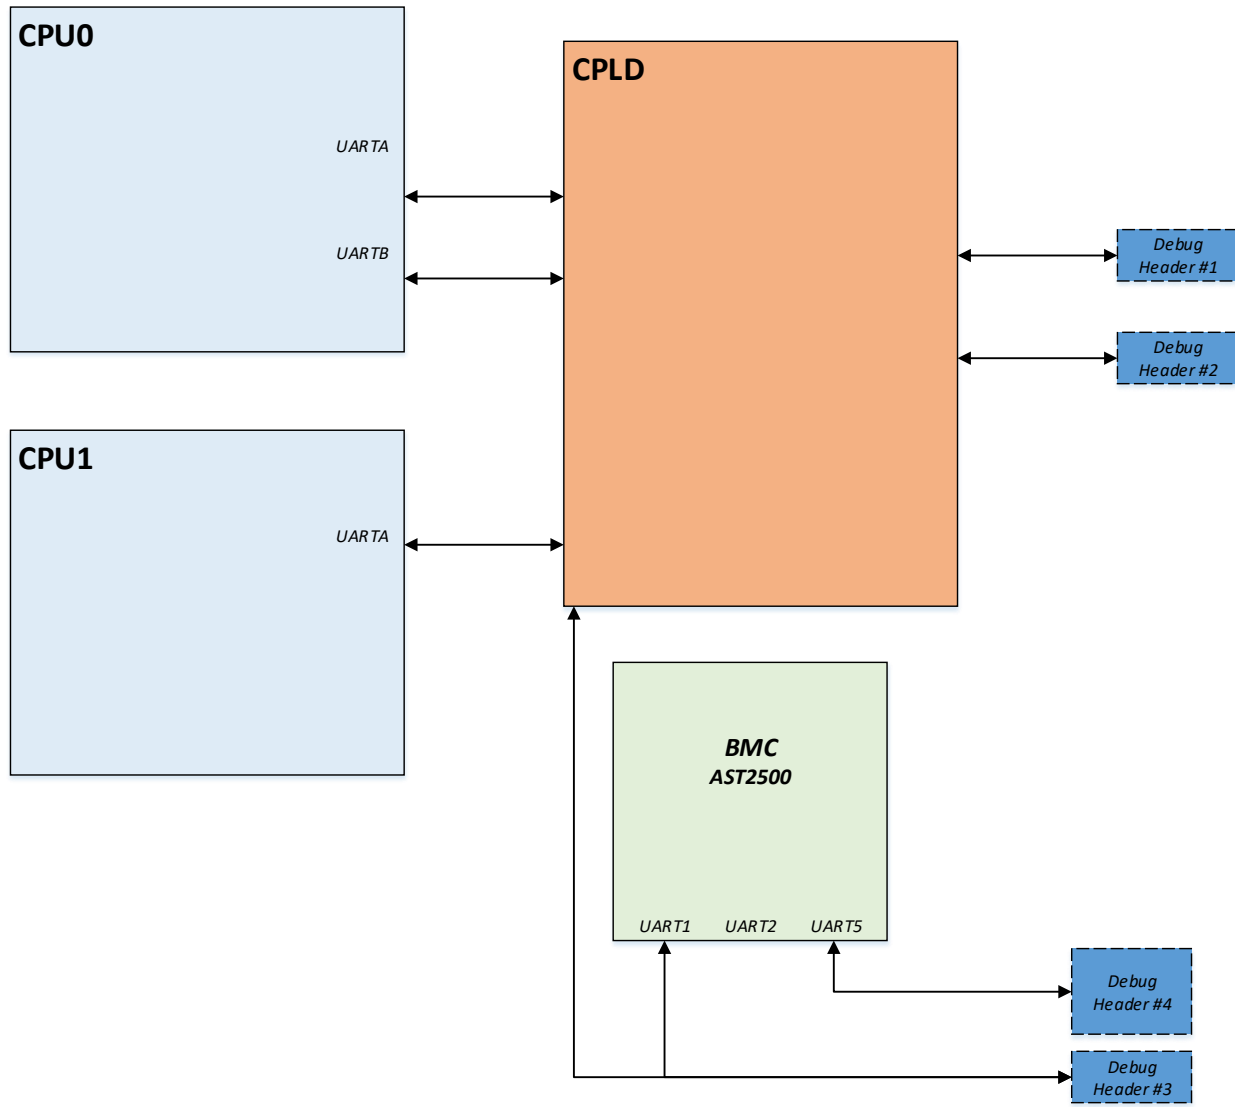 CPU0
UARTA
UARTB
CPLD
Debug
Header #1
Debug
Header #2
CPU1
UARTA
BMC
AST2500
UART1 UART2 UART5
Debug
Header #4
Debug
Header #3